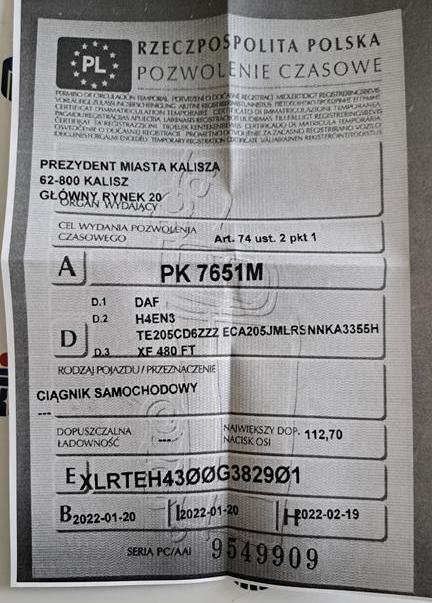 PL
RZECZPOSPOLITA POLSKA
POZWOLENIE CZASOWE
PREZYDENT MIASTA KALISZA
62-800 KALISZ
GŁÓWNY RYNEK 20
ORGAN WYDAJĄCY
CEL WYDANIA POZWOLENIA
CZASOWEGO
Art. 74 ust. 2 pkt 1
A PK 7651M
D.1 DAF
D.2 H4EN3
TE205CD6ZZZ ECA205JMLRSNNKA3355H
D
D.3 XF 480 FT
RODZAJ POJAZDU / PRZEZNACZENIE
CIĄGNIK SAMOCHODOWY
---
DOPUSZCZALNA
ŁADOWNOŚĆ ---
NAJWIĘKSZY DOP.
NACISK OSI 112,70
E XLRTEH43ØØG3829Ø1
B 2022-01-20 I 2022-01-20 H 2022-02-19
SERIA PC/AAI 9549909